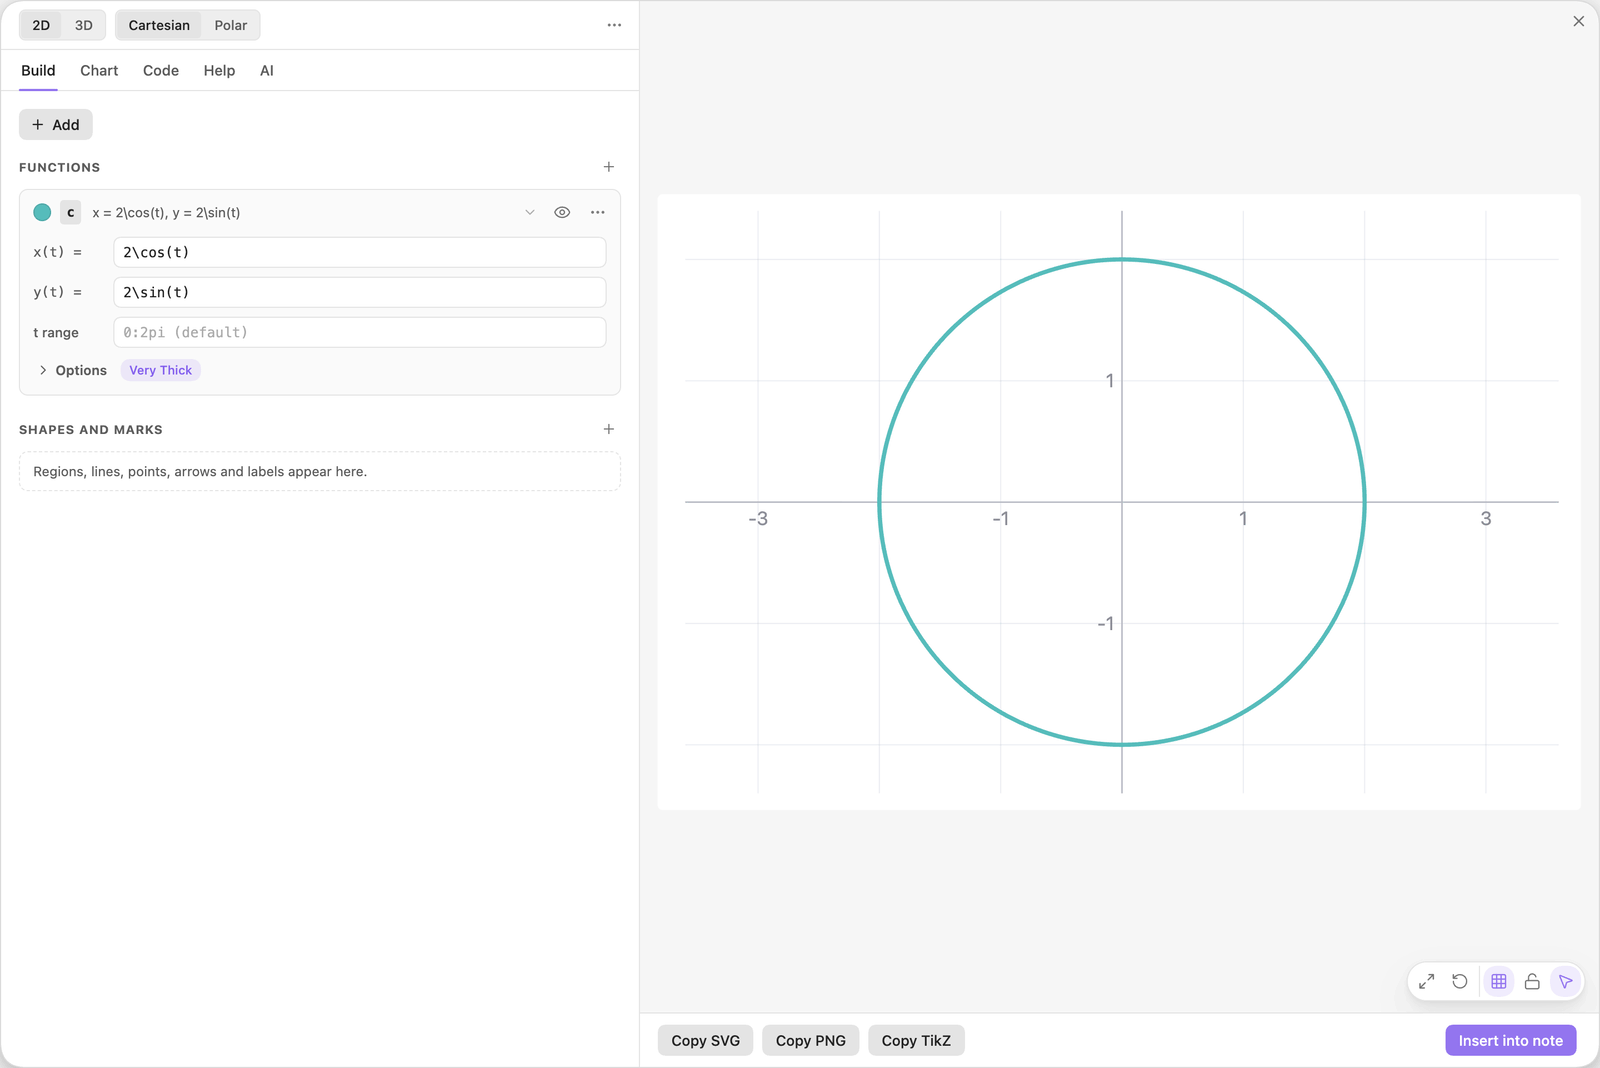 2D 3D Cartesian Polar
Build Chart Code Help AI
+ Add
FUNCTIONS
c x = 2\cos(t), y = 2\sin(t)
x(t) = 2\cos(t)
y(t) = 2\sin(t)
t range 0:2pi (default)
Options Very Thick
SHAPES AND MARKS
Regions, lines, points, arrows and labels appear here.
1
-3 -1 1 3
-1
Copy SVG Copy PNG Copy TikZ Insert into note